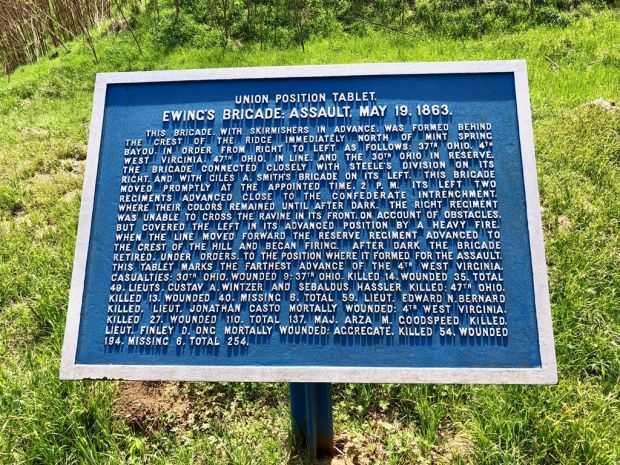 UNION POSITION TABLET.
EWING'S BRIGADE: ASSAULT, MAY 19, 1863.
THIS BRIGADE, WITH SKIRMISHERS IN ADVANCE, WAS FORMED BEHIND
THE CREST OF THE RIDGE IMMEDIATELY NORTH OF MINT SPRING
BAYOU, IN ORDER FROM RIGHT TO LEFT AS FOLLOWS: 37TH OHIO, 4TH
WEST VIRGINIA, 47TH OHIO, IN LINE, AND THE 30TH OHIO IN RESERVE.
THE BRIGADE CONNECTED CLOSELY WITH STEELE'S DIVISION ON ITS
RIGHT, AND WITH GILES A. SMITH'S BRIGADE ON ITS LEFT. THIS BRIGADE
MOVED PROMPTLY AT THE APPOINTED TIME, 2 P. M. ITS LEFT TWO
REGIMENTS ADVANCED CLOSE TO THE CONFEDERATE INTRENCHMENT,
WHERE THEIR COLORS REMAINED UNTIL AFTER DARK. THE RIGHT REGIMENT
WAS UNABLE TO CROSS THE RAVINE IN ITS FRONT, ON ACCOUNT OF OBSTACLES,
BUT COVERED THE LEFT IN ITS ADVANCED POSITION BY A HEAVY FIRE.
WHEN THE LINE MOVED FORWARD THE RESERVE REGIMENT ADVANCED TO
THE CREST OF THE HILL AND BEGAN FIRING. AFTER DARK THE BRIGADE
RETIRED, UNDER ORDERS, TO THE POSITION WHERE IT FORMED FOR THE ASSAULT.
THIS TABLET MARKS THE FARTHEST ADVANCE OF THE 4TH WEST VIRGINIA.
CASUALTIES: 30TH OHIO, WOUNDED 9: 37TH OHIO, KILLED 14, WOUNDED 35, TOTAL
49, LIEUTS. GUSTAV A. WINTZER AND SEBALDUS HASSLER KILLED: 47TH OHIO,
KILLED 13, WOUNDED 40, MISSING 6, TOTAL 59, LIEUT. EDWARD N. BERNARD
KILLED, LIEUT. JONATHAN CASTO MORTALLY WOUNDED: 4TH WEST VIRGINIA,
KILLED 27, WOUNDED 110, TOTAL 137, MAJ. ARZA M. GOODSPEED KILLED,
LIEUT. FINLEY D. ONG MORTALLY WOUNDED: AGGREGATE, KILLED 54, WOUNDED
194, MISSING 6, TOTAL 254.